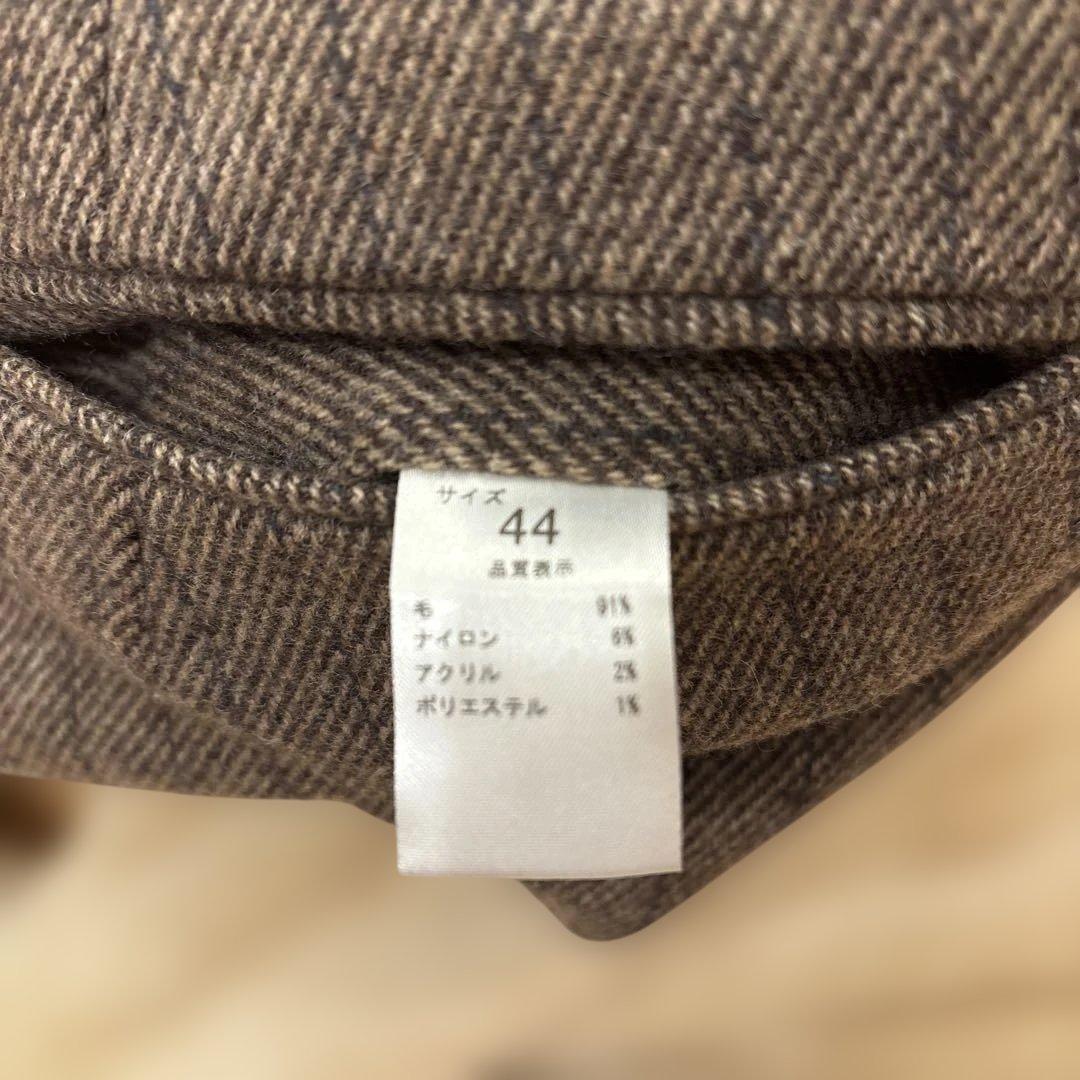 サイズ
44
品質表示
毛 91%
ナイロン 6%
アクリル 2%
ポリエステル 1%